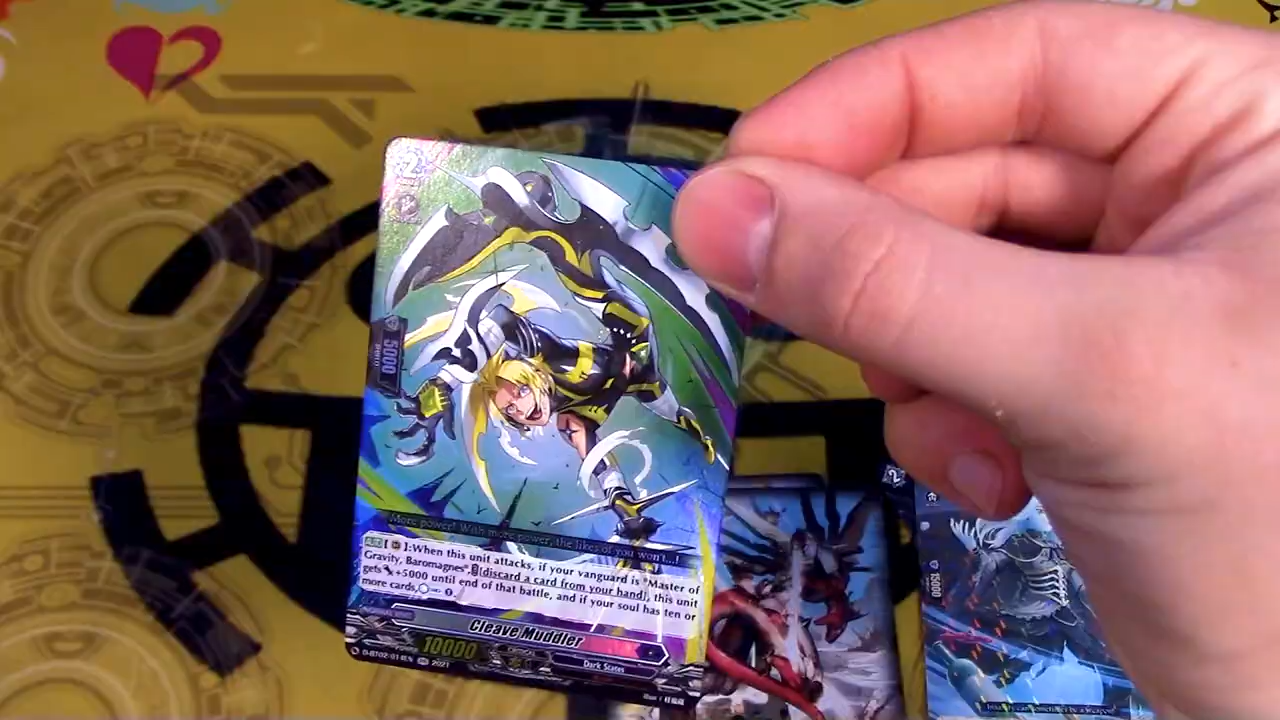 2
5000
More power! With more power, the likes of you won't...!
[ ]:When this unit attacks, if your vanguard is "Master of
Gravity, Baromagnes", [discard a card from your hand], this unit
gets +5000 until end of that battle, and if your soul has ten or
more cards,
Cleave Muddler
10000
CRITICAL
Dark States
2021
2
15000